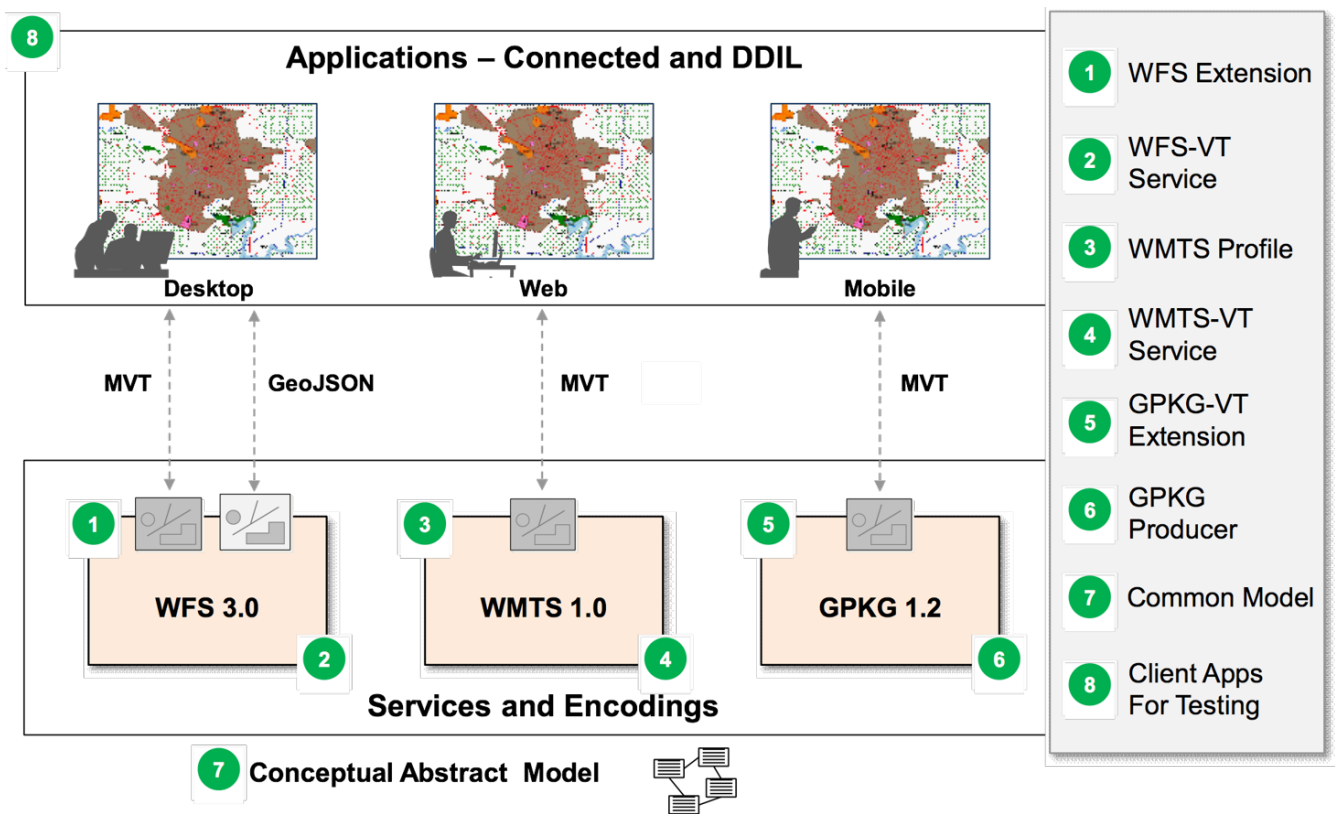 8
Applications – Connected and DDIL
Desktop
Web
Mobile
MVT
GeoJSON
MVT
MVT
1
3
5
WFS 3.0
WMTS 1.0
GPKG 1.2
2
4
6
Services and Encodings
7
Conceptual Abstract Model
1
WFS Extension
2
WFS-VT
Service
3
WMTS Profile
4
WMTS-VT
Service
5
GPKG-VT
Extension
6
GPKG
Producer
7
Common Model
8
Client Apps
For Testing